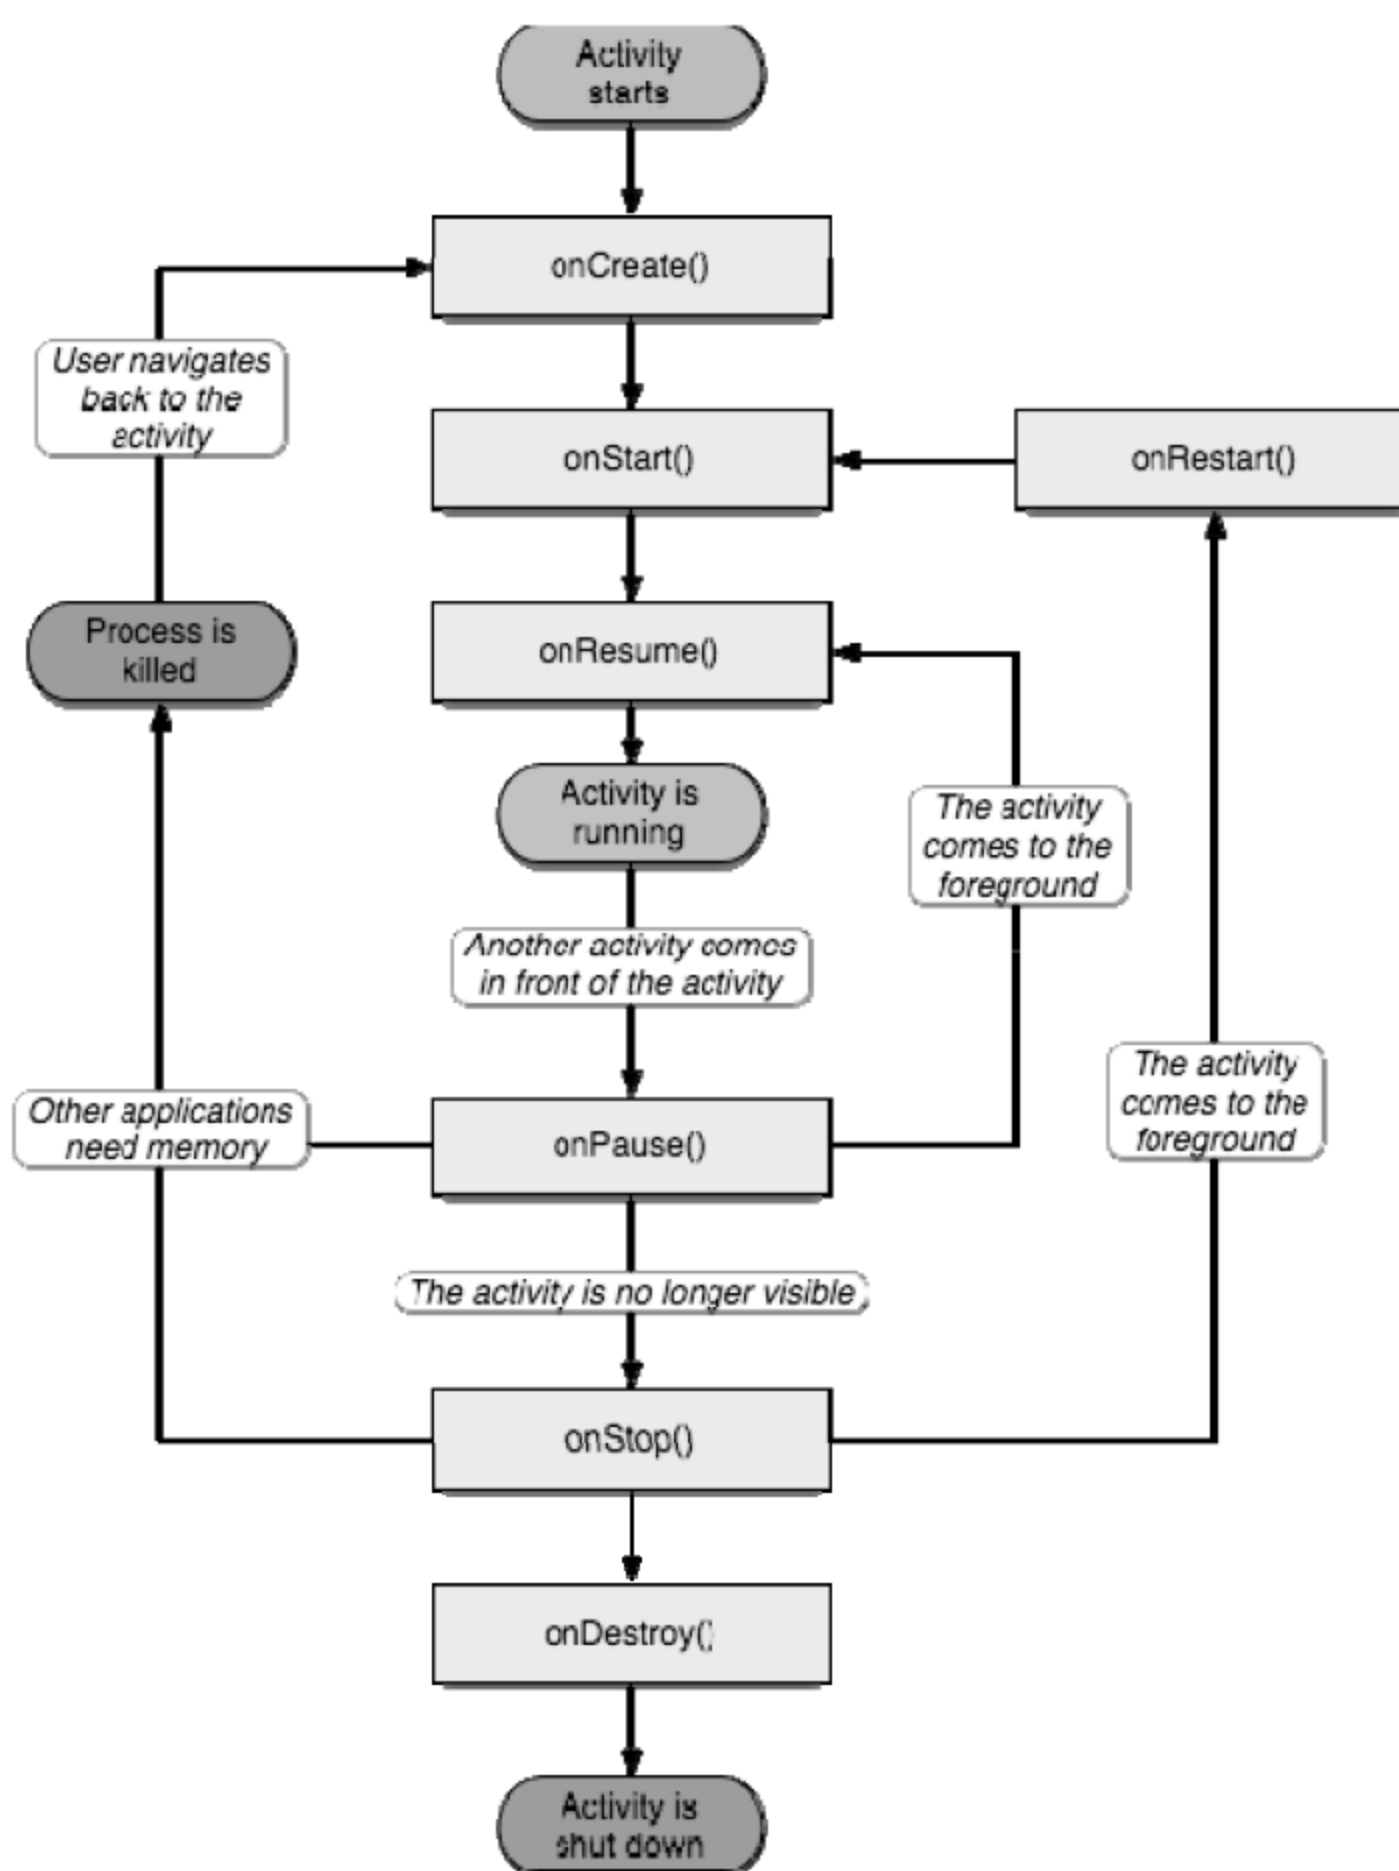 Activity
starts
onCreate()
User navigates
back to the
activity
onStart()
onRestart()
Process is
killed
onResume()
Activity is
running
The activity
comes to the
foreground
Another activity comes
in front of the activity
The activity
comes to the
foreground
Other applications
need memory
onPause()
The activity is no longer visible
onStop()
onDestroy()
Activity is
shut down